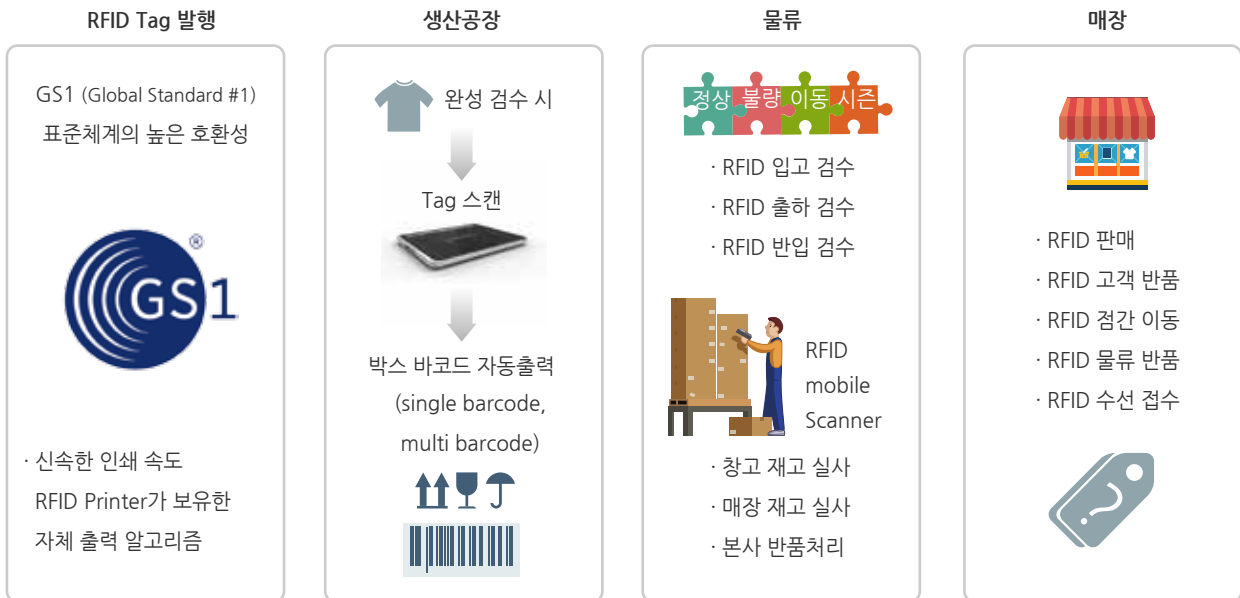 RFID Tag 발행
GS1 (Global Standard #1)
표준체계의 높은 호환성
GS1
®
· 신속한 인쇄 속도
RFID Printer가 보유한
자체 출력 알고리즘
생산공장
완성 검수 시
Tag 스캔
박스 바코드 자동출력
(single barcode,
multi barcode)
물류
정상 불량 이동 시즌
· RFID 입고 검수
· RFID 출하 검수
· RFID 반입 검수
RFID
mobile
Scanner
· 창고 재고 실사
· 매장 재고 실사
· 본사 반품처리
매장
· RFID 판매
· RFID 고객 반품
· RFID 점간 이동
· RFID 물류 반품
· RFID 수선 접수
?